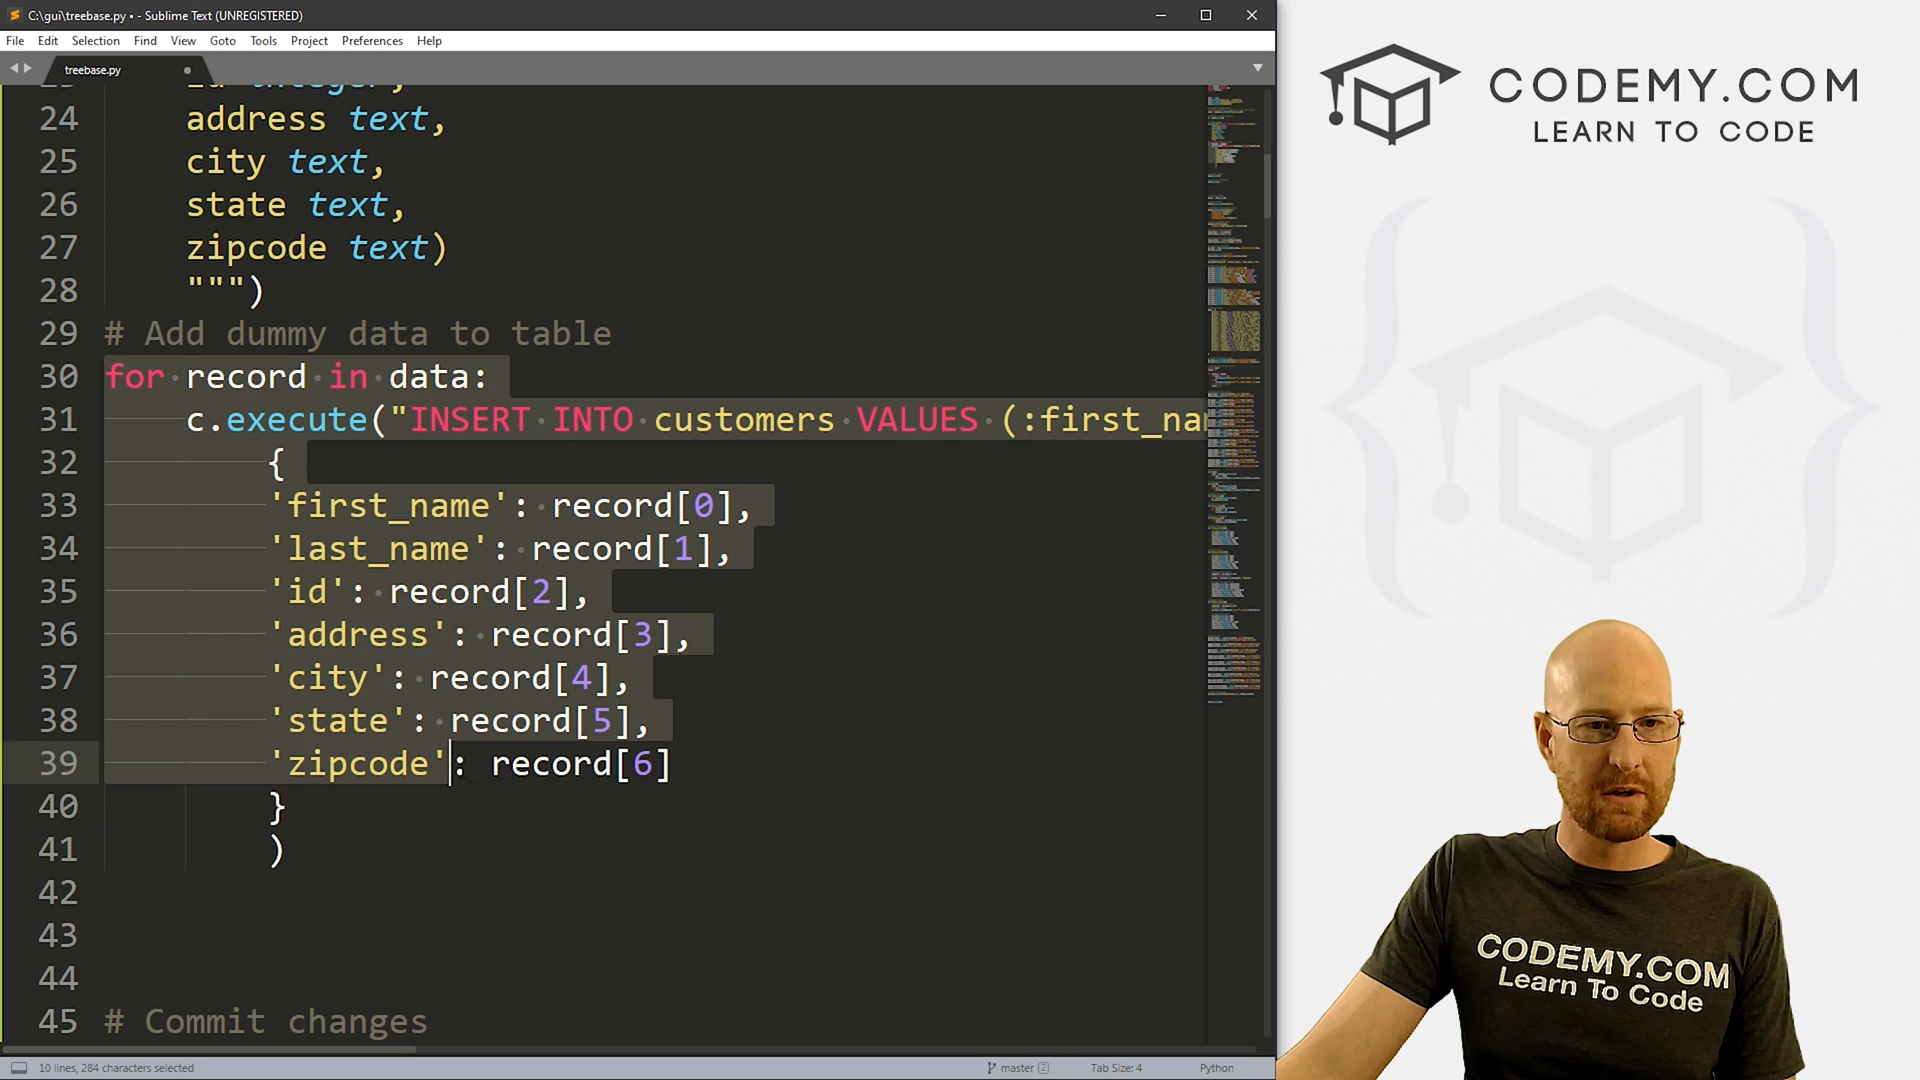 C:\gui\treebase.py • - Sublime Text (UNREGISTERED)
File Edit Selection Find View Goto Tools Project Preferences Help
treebase.py
24 address text,
25 city text,
26 state text,
27 zipcode text)
28 """)
29 # Add dummy data to table
30 for record in data:
31 c.execute("INSERT INTO customers VALUES (:first_na
32 {
33 'first_name': record[0],
34 'last_name': record[1],
35 'id': record[2],
36 'address': record[3],
37 'city': record[4],
38 'state': record[5],
39 'zipcode': record[6]
40 }
41 )
42
43
44
45 # Commit changes
10 lines, 284 characters selected
master 2
Tab Size: 4
Python
CODEMY.COM
LEARN TO CODE
CODEMY.COM
Learn To Code